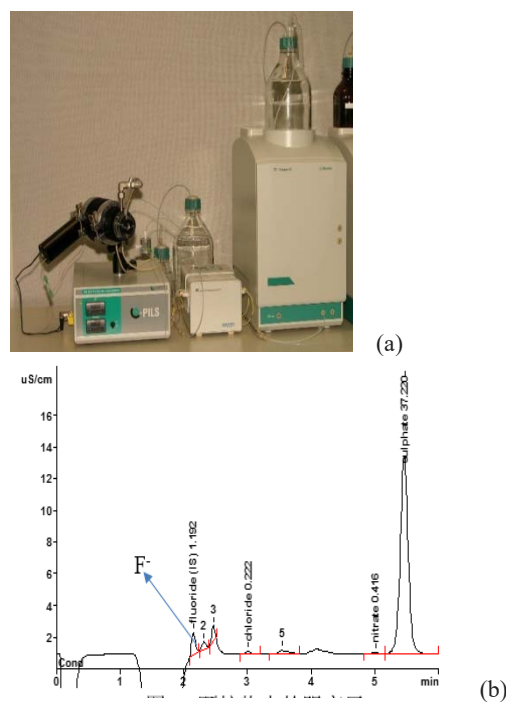 PILS
(a)
uS/cm
16
14
12
10
8
6
4
2
F-
fluoride (IS) 1.192
2
3
chloride 0.222
5
nitrate 0.416
sulphate 37.220
Cond
0
1
2
3
4
5
min
(b)